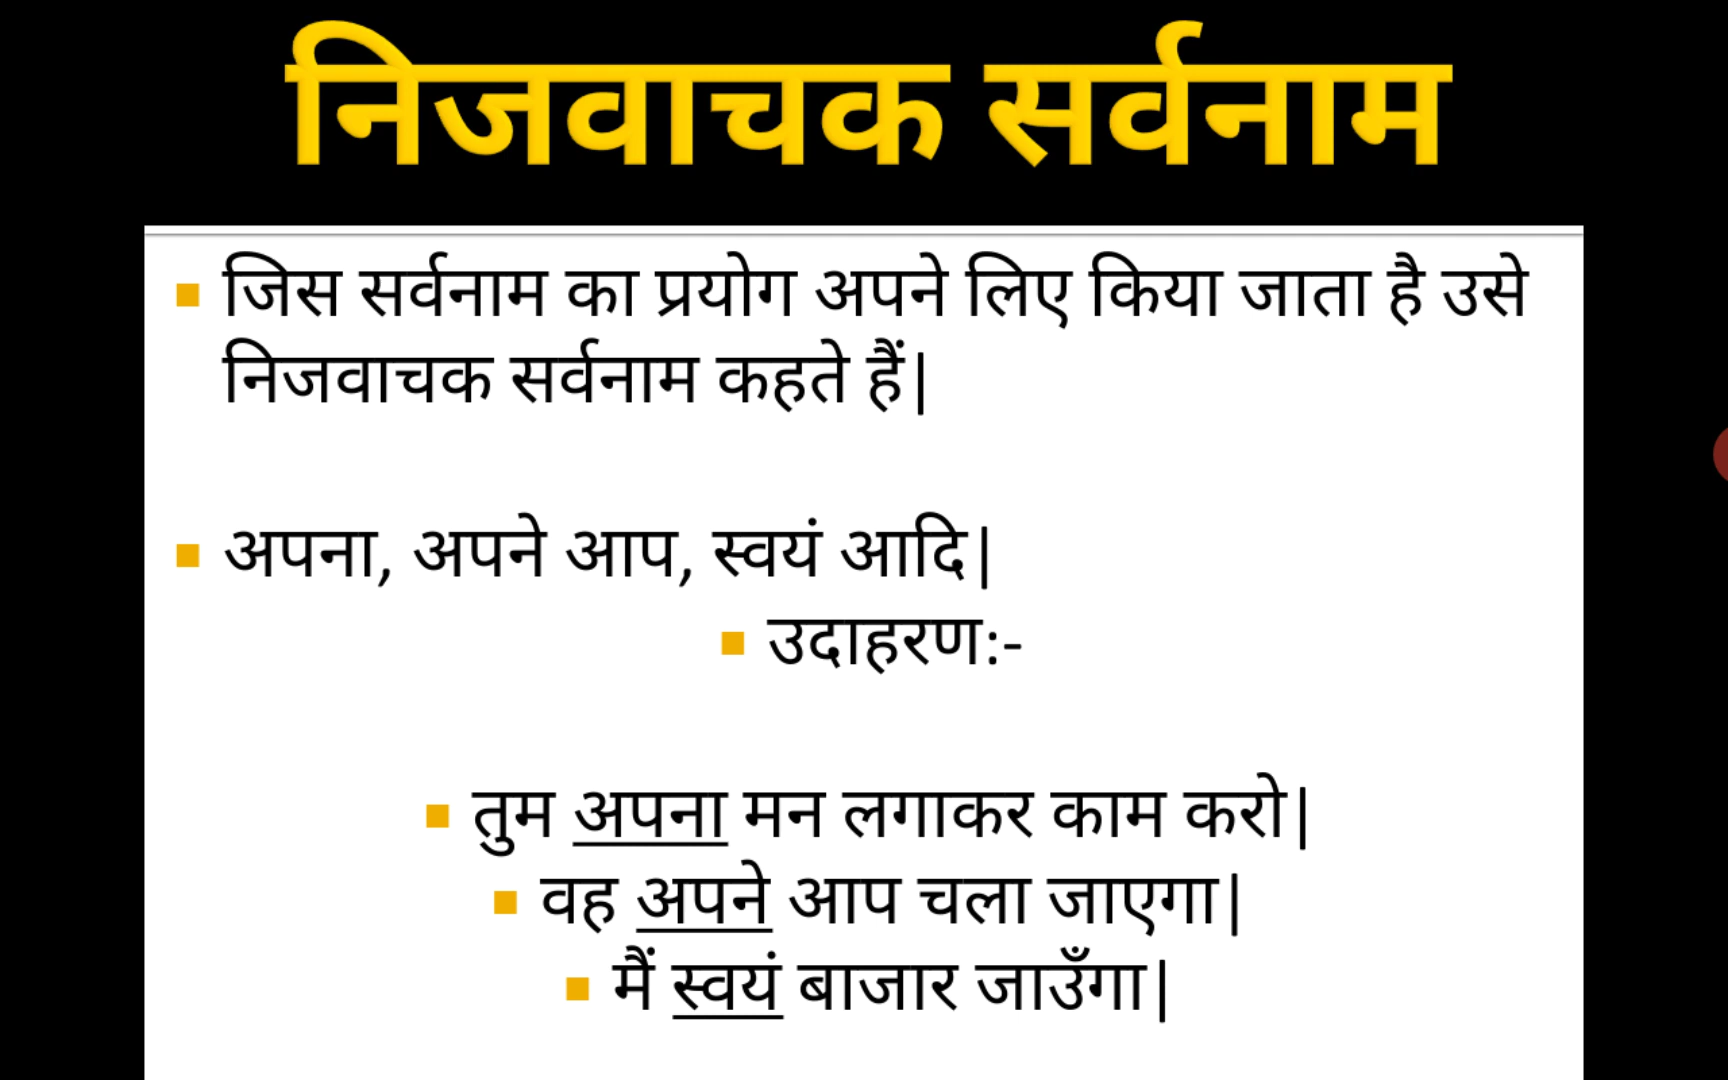 निजवाचक सर्वनाम
जिस सर्वनाम का प्रयोग अपने लिए किया जाता है उसे
निजवाचक सर्वनाम कहते हैं|
अपना, अपने आप, स्वयं आदि|
उदाहरण:-
तुम अपना मन लगाकर काम करो|
वह अपने आप चला जाएगा|
मैं स्वयं बाजार जाउँगा|